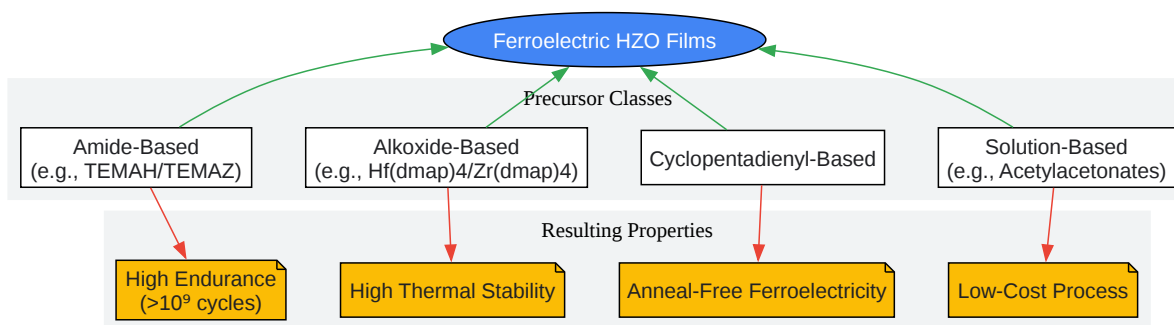 Ferroelectric HZO Films
Precursor Classes
Amide-Based
(e.g., TEMAH/TEMAZ)
Alkoxide-Based
(e.g., Hf(dmap)4/Zr(dmap)4)
Cyclopentadienyl-Based
Solution-Based
(e.g., Acetylacetonates)
Resulting Properties
High Endurance
(>10⁹ cycles)
High Thermal Stability
Anneal-Free Ferroelectricity
Low-Cost Process